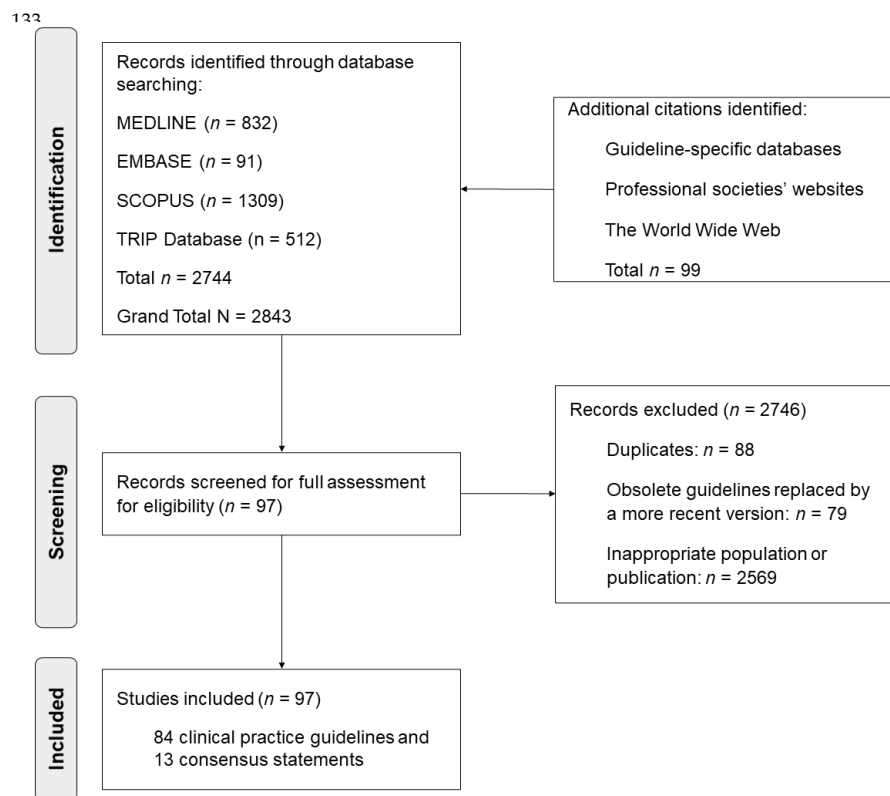 133
Identification
Records identified through database
searching:
MEDLINE (n = 832)
EMBASE (n = 91)
SCOPUS (n = 1309)
TRIP Database (n = 512)
Total n = 2744
Grand Total N = 2843
Additional citations identified:
Guideline-specific databases
Professional societies’ websites
The World Wide Web
Total n = 99
Screening
Records screened for full assessment
for eligibility (n = 97)
Records excluded (n = 2746)
Duplicates: n = 88
Obsolete guidelines replaced by
a more recent version: n = 79
Inappropriate population or
publication: n = 2569
Included
Studies included (n = 97)
84 clinical practice guidelines and
13 consensus statements